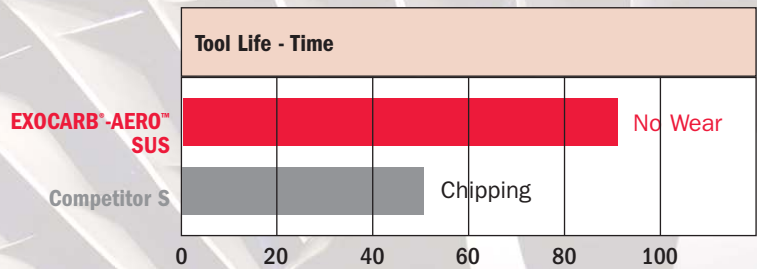 Tool Life - Time
EXOCARB®-AERO™
SUS
No Wear
Competitor S
Chipping
0 20 40 60 80 100